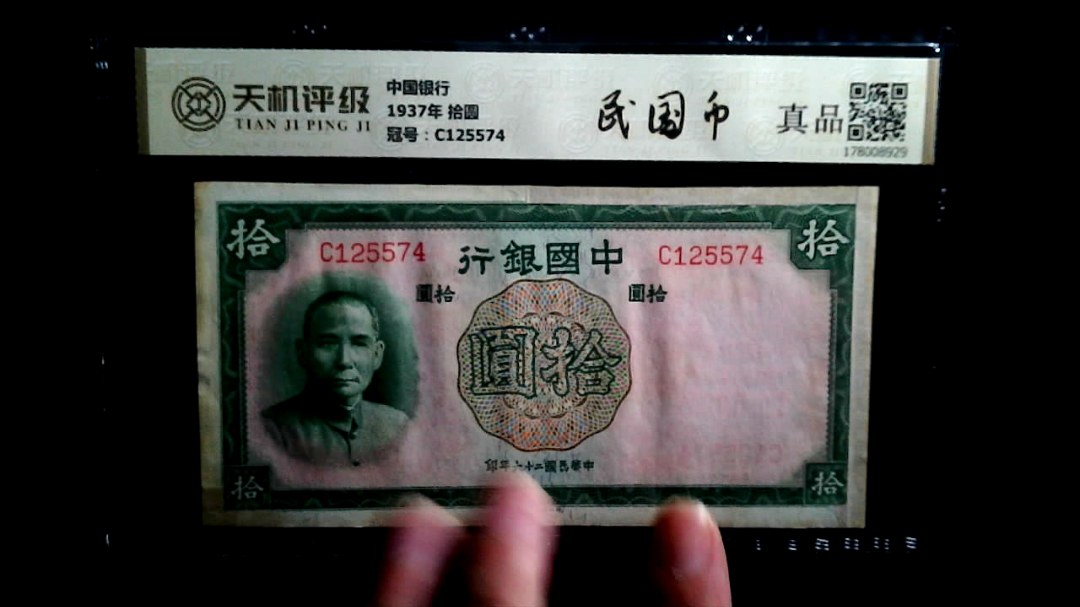 天机评级
TIAN JI PING JI
中国银行
1937年 拾圆
冠号：C125574
民国币
真品
178008929
拾
拾
C125574
行銀國中
C125574
圓拾
圓拾
圓拾
印年六十二國民華中
拾
拾